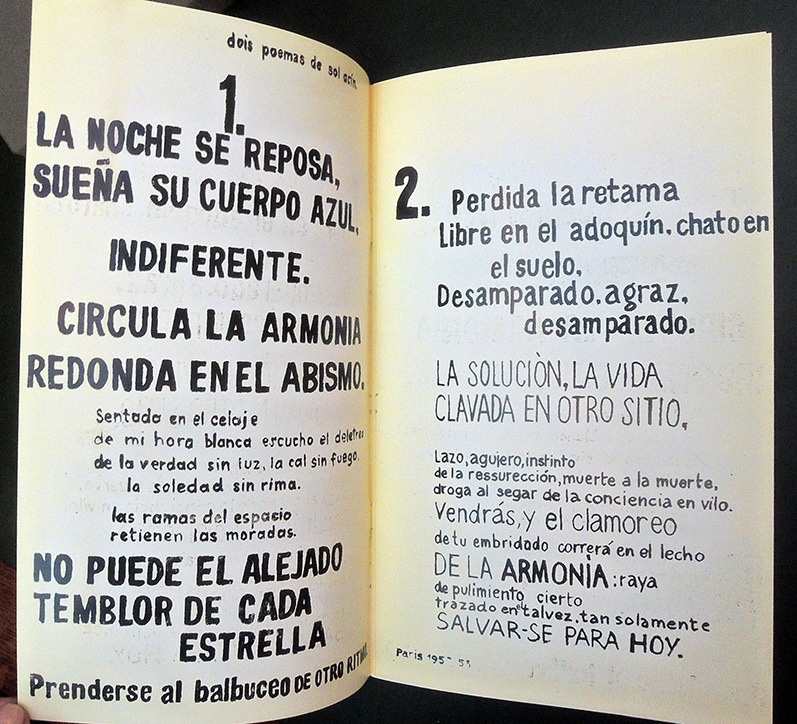 dois poemas de sol acín.
1.
LA NOCHE SE REPOSA,
SUEÑA SU CUERPO AZUL,
INDIFERENTE.
CIRCULA LA ARMONIA
REDONDA EN EL ABISMO.
Sentada en el celaje
de mi hora blanca escucho el deletreo
de la verdad sin luz, la cal sin fuego,
la soledad sin rima.
las ramas del espacio
retienen las moradas.
NO PUEDE EL ALEJADO
TEMBLOR DE CADA
ESTRELLA
Prenderse al balbuceo DE OTRO RITMO.
2. Perdida la retama
Libre en el adoquín, chato en
el suelo,
Desamparado, agraz,
desamparado.
LA SOLUCIÒN, LA VIDA
CLAVADA EN OTRO SITIO,
Lazo, agujero, instinto
de la ressurección, muerte a la muerte,
droga al segar de la conciencia en vilo.
Vendrás, y el clamoreo
de tu embridado correrá en el lecho
DE LA ARMONÌA: raya
de pulimiento cierto
trazado en el talvez, tan solamente
SALVAR-SE PARA HOY.
Paris